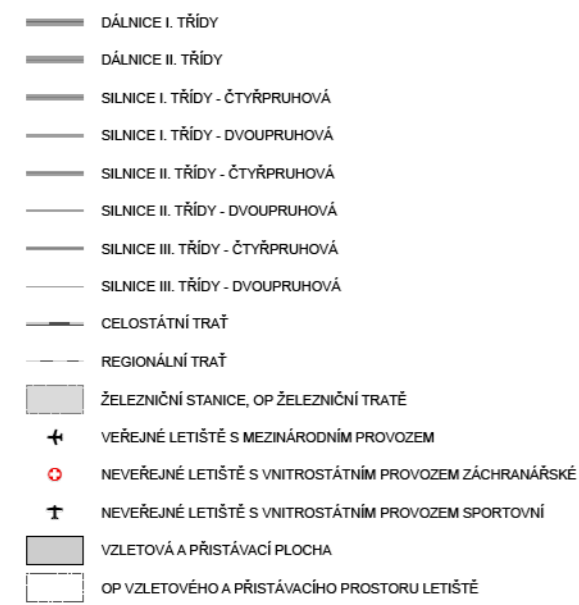 DÁLNICE I. TŘÍDY
DÁLNICE II. TŘÍDY
SILNICE I. TŘÍDY - ČTYŘPRUHOVÁ
SILNICE I. TŘÍDY - DVOUPRUHOVÁ
SILNICE II. TŘÍDY - ČTYŘPRUHOVÁ
SILNICE II. TŘÍDY - DVOUPRUHOVÁ
SILNICE III. TŘÍDY - ČTYŘPRUHOVÁ
SILNICE III. TŘÍDY - DVOUPRUHOVÁ
CELOSTÁTNÍ TRAŤ
REGIONÁLNÍ TRAŤ
ŽELEZNIČNÍ STANICE, OP ŽELEZNIČNÍ TRATĚ
VEŘEJNÉ LETIŠTĚ S MEZINÁRODNÍM PROVOZEM
NEVEŘEJNÉ LETIŠTĚ S VNITROSTÁTNÍM PROVOZEM ZÁCHRANÁŘSKÉ
NEVEŘEJNÉ LETIŠTĚ S VNITROSTÁTNÍM PROVOZEM SPORTOVNÍ
VZLETOVÁ A PŘISTÁVACÍ PLOCHA
OP VZLETOVÉHO A PŘISTÁVACÍHO PROSTORU LETIŠTĚ